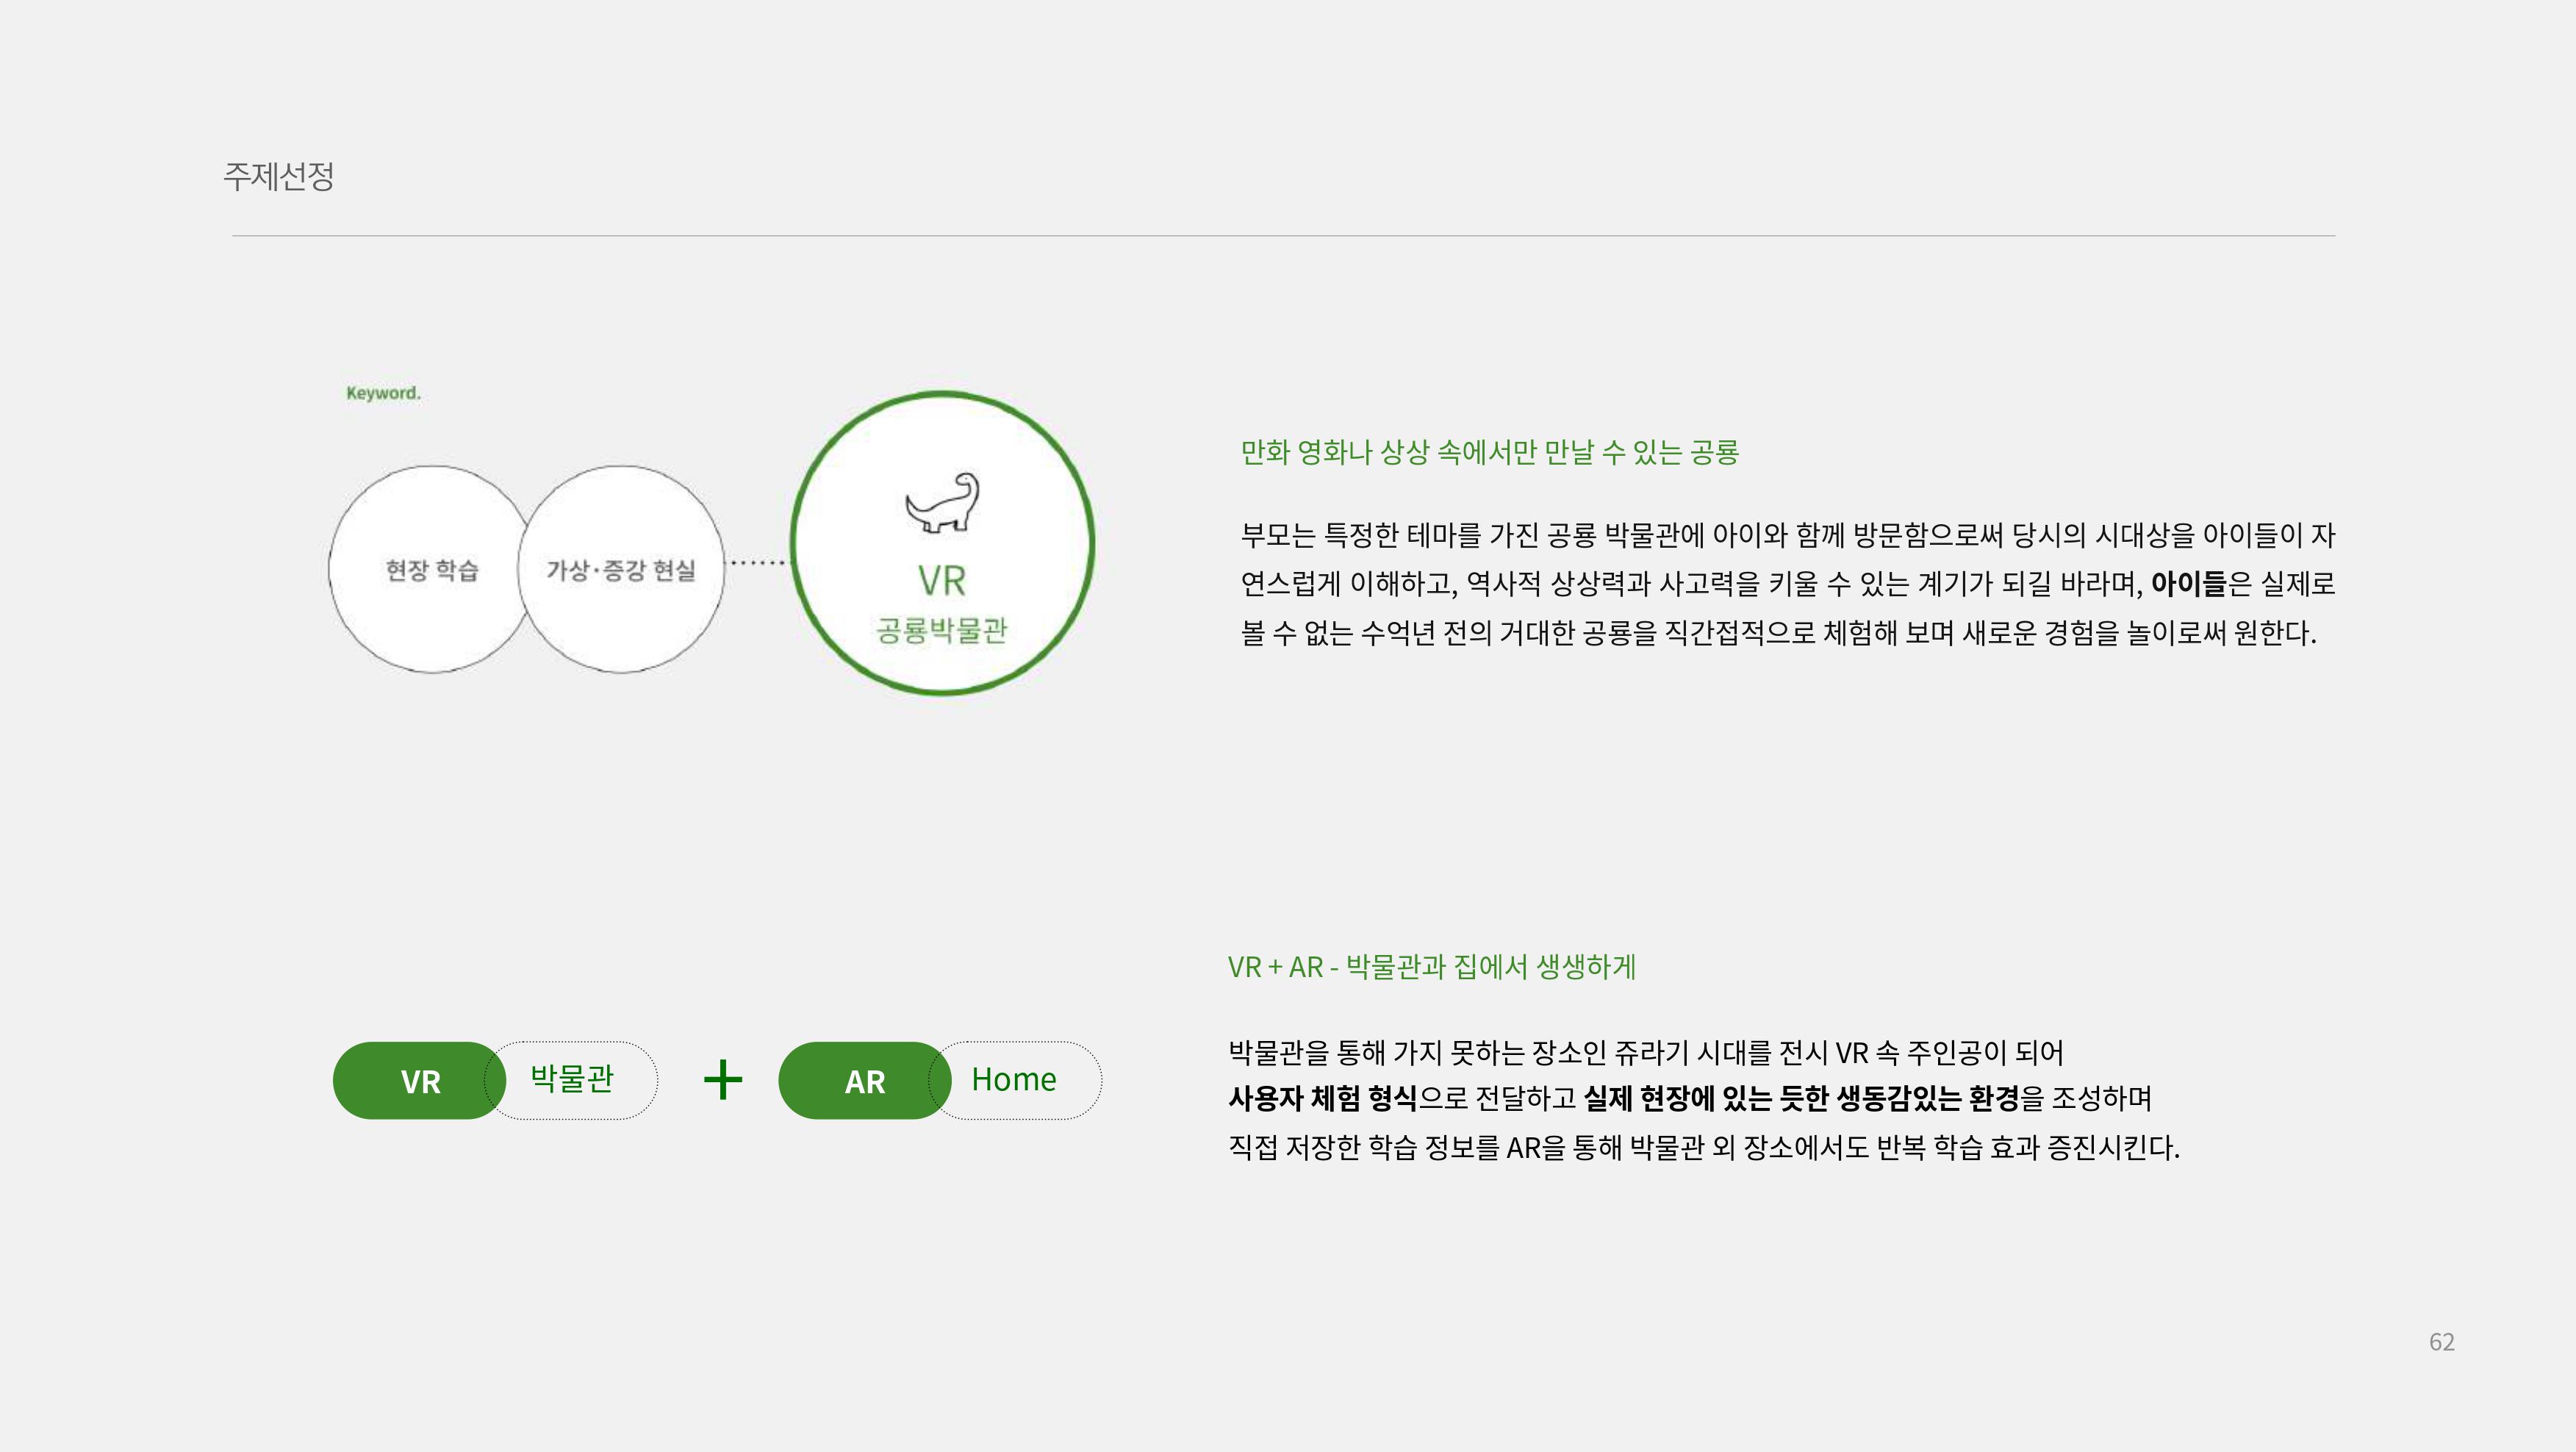 주제선정
Keyword.
현장 학습
가상·증강 현실
VR
공룡박물관
만화 영화나 상상 속에서만 만날 수 있는 공룡
부모는 특정한 테마를 가진 공룡 박물관에 아이와 함께 방문함으로써 당시의 시대상을 아이들이 자
연스럽게 이해하고, 역사적 상상력과 사고력을 키울 수 있는 계기가 되길 바라며, 아이들은 실제로
볼 수 없는 수억년 전의 거대한 공룡을 직간접적으로 체험해 보며 새로운 경험을 놀이로써 원한다.
VR 박물관 + AR Home
VR + AR - 박물관과 집에서 생생하게
박물관을 통해 가지 못하는 장소인 쥬라기 시대를 전시 VR 속 주인공이 되어
사용자 체험 형식으로 전달하고 실제 현장에 있는 듯한 생동감있는 환경을 조성하며
직접 저장한 학습 정보를 AR을 통해 박물관 외 장소에서도 반복 학습 효과 증진시킨다.
62